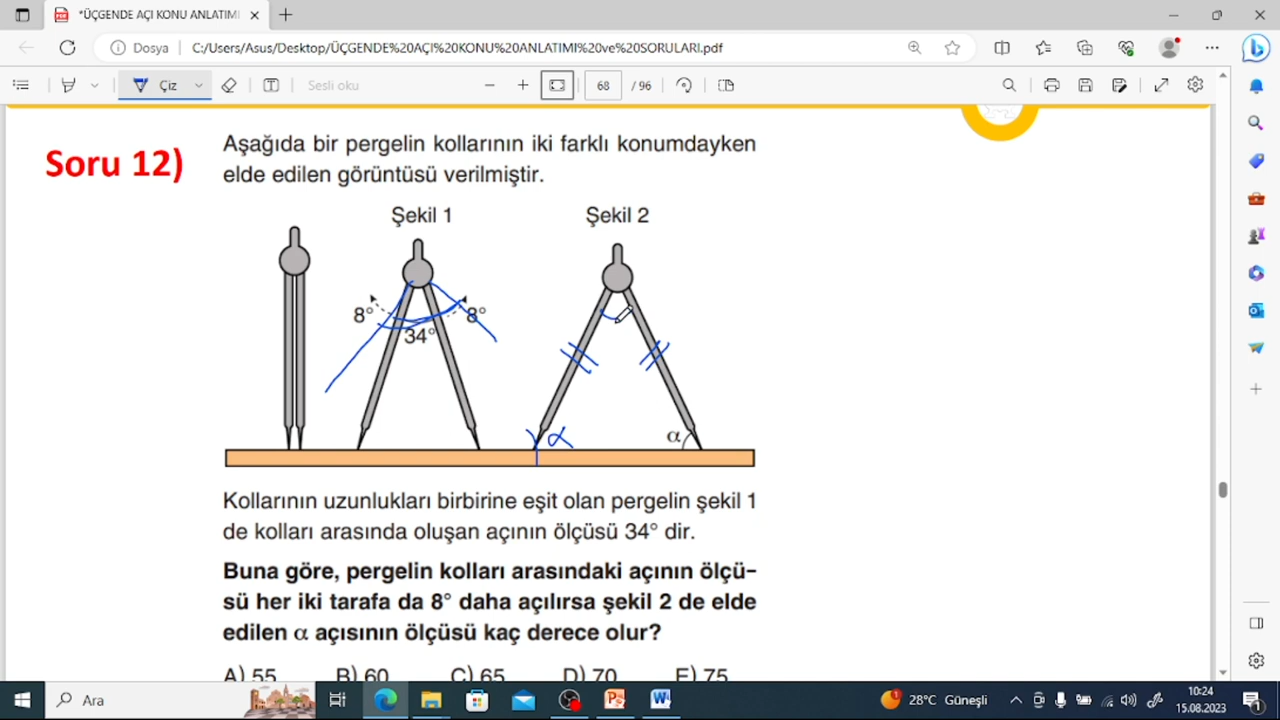 *ÜÇGENDE AÇI KONU ANLATIMI
Dosya
C:/Users/Asus/Desktop/ÜÇGENDE%20AÇI%20KONU%20ANLATIMI%20ve%20SORULARI.pdf
Çiz
Sesli oku
68 / 96
Soru 12)
Aşağıda bir pergelin kollarının iki farklı konumdayken
elde edilen görüntüsü verilmiştir.
Şekil 1
Şekil 2
8°
8°
34°
α
α
Kollarının uzunlukları birbirine eşit olan pergelin şekil 1
de kolları arasında oluşan açının ölçüsü 34° dir.
Buna göre, pergelin kolları arasındaki açının ölçü-
sü her iki tarafa da 8° daha açılırsa şekil 2 de elde
edilen α açısının ölçüsü kaç derece olur?
A) 55 B) 60 C) 65 D) 70 E) 75
Ara
28°C Güneşli
10:24
15.08.2023